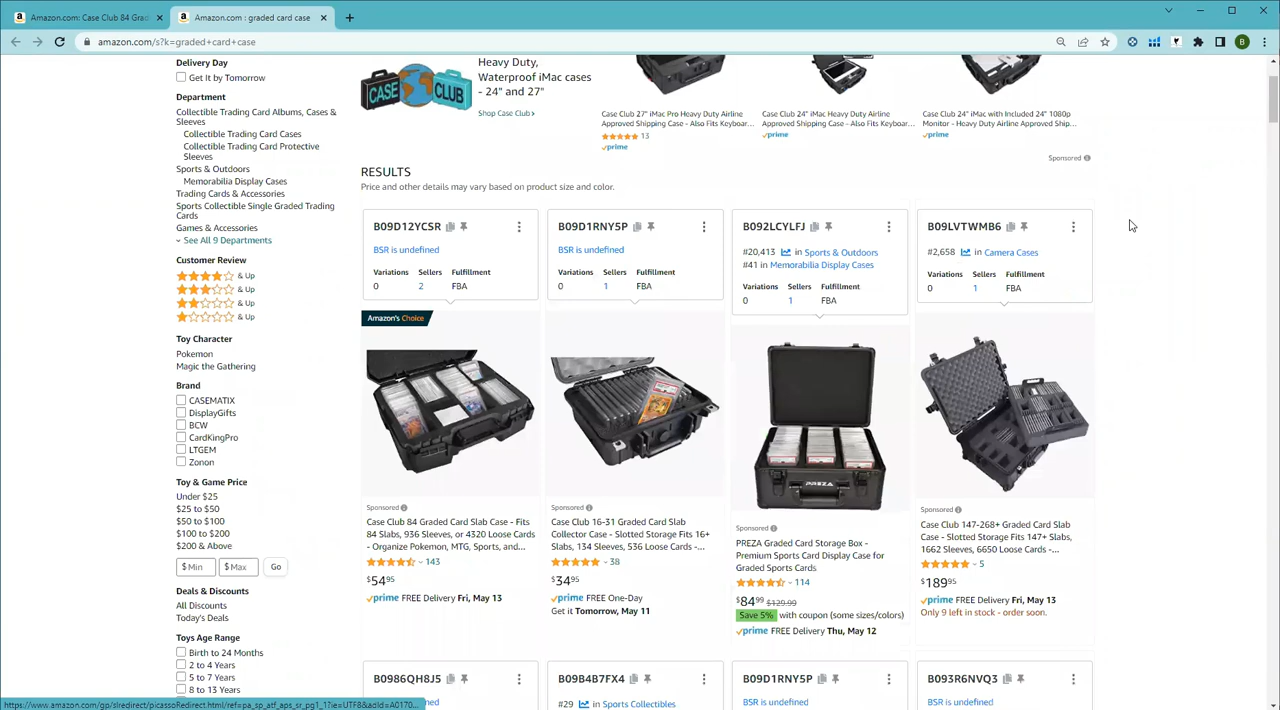 Amazon.com: Case Club 84 Grad
Amazon.com : graded card case
amazon.com/s?k=graded+card+case
B
Delivery Day
Get It by Tomorrow
Department
Collectible Trading Card Albums, Cases &
Sleeves
Collectible Trading Card Cases
Collectible Trading Card Protective
Sleeves
Sports & Outdoors
Memorabilia Display Cases
Trading Cards & Accessories
Sports Collectible Single Graded Trading
Cards
Games & Accessories
See All 9 Departments
Customer Review
& Up
& Up
& Up
& Up
Toy Character
Pokemon
Magic the Gathering
Brand
CASEMATIX
DisplayGifts
BCW
CardKingPro
LTGEM
Zonon
Toy & Game Price
Under $25
$25 to $50
$50 to $100
$100 to $200
$200 & Above
$ Min
$ Max
Go
Deals & Discounts
All Discounts
Today's Deals
Toys Age Range
Birth to 24 Months
2 to 4 Years
5 to 7 Years
8 to 13 Years
CASE CLUB
Heavy Duty,
Waterproof iMac cases
- 24" and 27"
Shop Case Club ›
Case Club 27" iMac Pro Heavy Duty Airline
Approved Shipping Case - Also Fits Keyboar...
13
prime
Case Club 24" iMac Heavy Duty Airline
Approved Shipping Case - Also Fits Keyboar...
prime
Case Club 24" iMac with Included 24" 1080p
Monitor - Heavy Duty Airline Approved Ship...
prime
Sponsored
RESULTS
Price and other details may vary based on product size and color.
B09D12YCSR
BSR is undefined
Variations Sellers Fulfillment
0 2 FBA
Amazon's Choice
Sponsored
Case Club 84 Graded Card Slab Case - Fits
84 Slabs, 936 Sleeves, or 4320 Loose Cards
- Organize Pokemon, MTG, Sports, and...
143
$54.95
prime FREE Delivery Fri, May 13
B09D1RNY5P
BSR is undefined
Variations Sellers Fulfillment
0 1 FBA
Sponsored
Case Club 16-31 Graded Card Slab
Collector Case - Slotted Storage Fits 16+
Slabs, 134 Sleeves, 536 Loose Cards -...
38
$34.95
prime FREE One-Day
Get it Tomorrow, May 11
B092LCYLFJ
#20,413 in Sports & Outdoors
#41 in Memorabilia Display Cases
Variations Sellers Fulfillment
0 1 FBA
PREZA
Sponsored
PREZA Graded Card Storage Box -
Premium Sports Card Display Case for
Graded Sports Cards
114
$84.99 $129.99
Save 5% with coupon (some sizes/colors)
prime FREE Delivery Thu, May 12
B09LVTWMB6
#2,658 in Camera Cases
Variations Sellers Fulfillment
0 1 FBA
Sponsored
Case Club 147-268+ Graded Card Slab
Case - Slotted Storage Fits 147+ Slabs,
1662 Sleeves, 6650 Loose Cards -...
5
$189.95
prime FREE Delivery Fri, May 13
Only 9 left in stock - order soon.
B0986QH8J5
B09B4B7FX4
#29 in Sports Collectibles
B09D1RNY5P
BSR is undefined
B093R6NVQ3
BSR is undefined